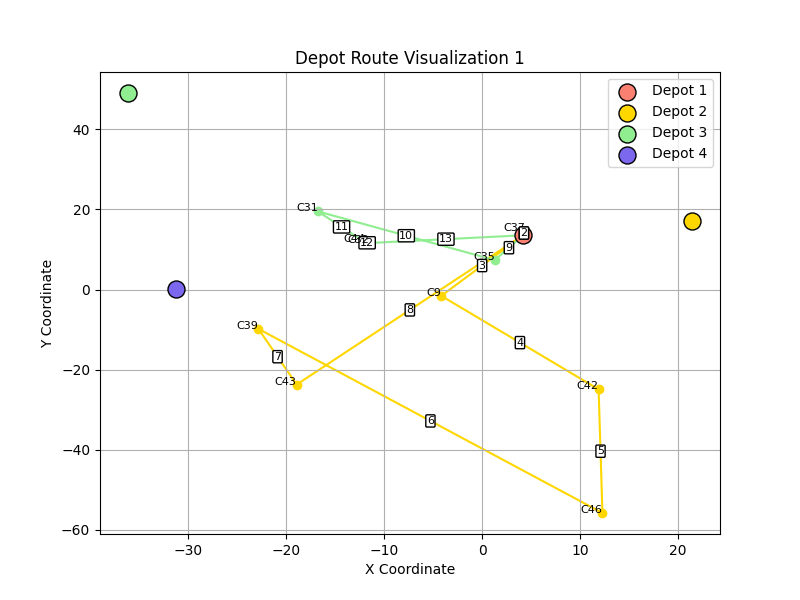 Depot Route Visualization 1
Depot 1
Depot 2
Depot 3
Depot 4
Y Coordinate
40
20
0
−20
−40
−60
C31
11
12
10
13
C37
2
9
C35
3
C9
8
4
C39
7
C43
C42
6
5
C46
−30
−20
−10
0
10
20
X Coordinate